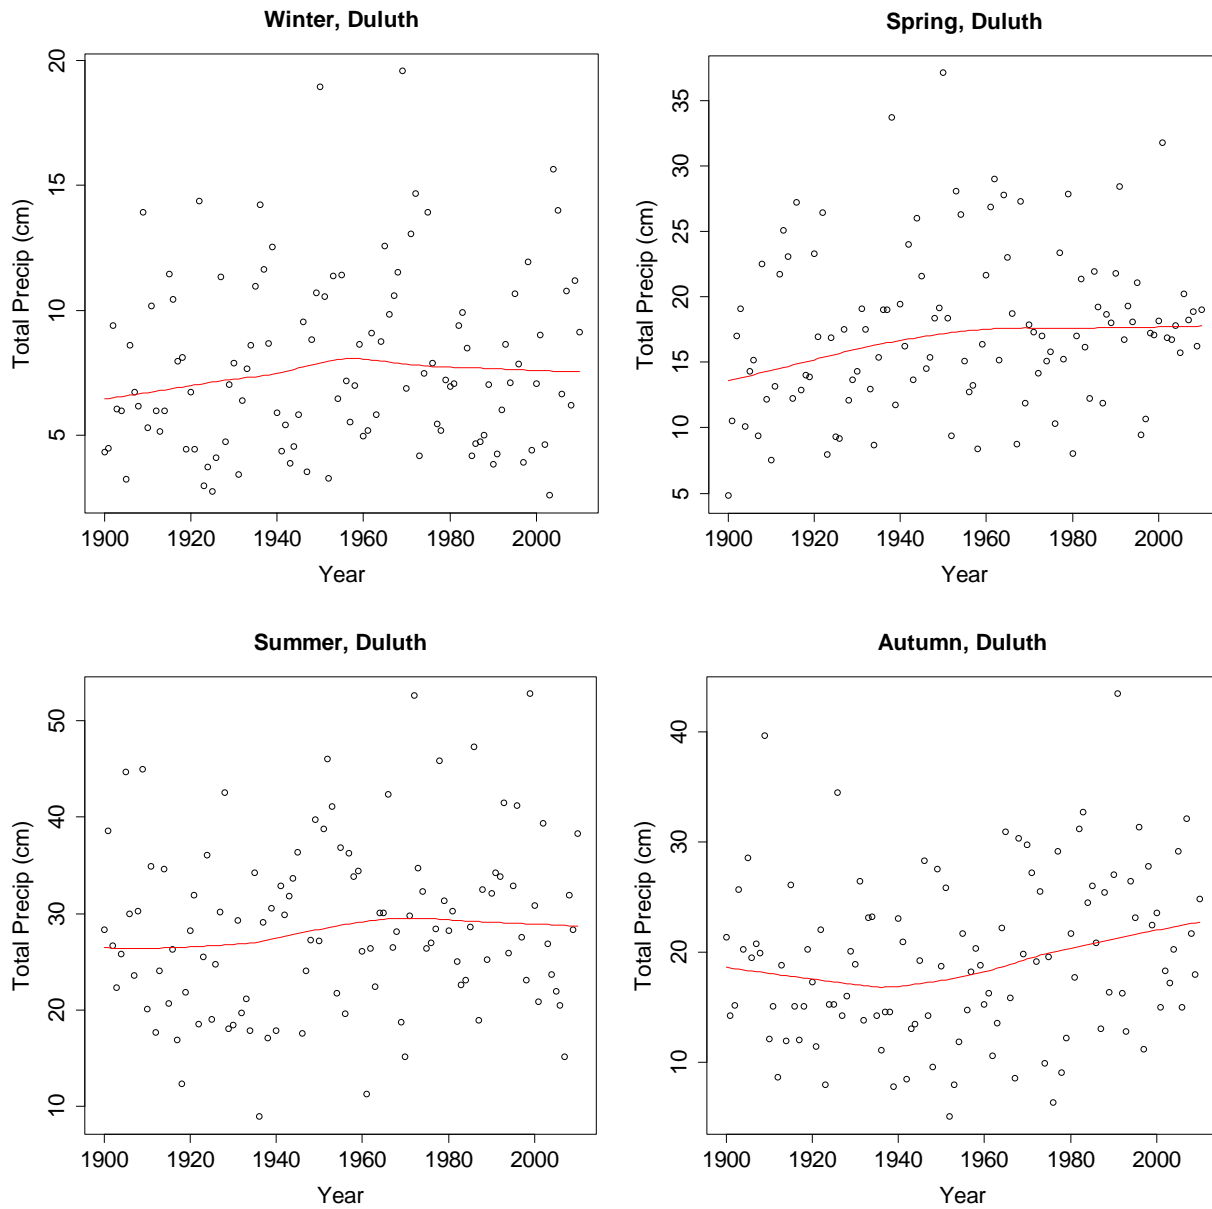 Winter, Duluth
Total Precip (cm)
20
15
10
5
1900 1920 1940 1960 1980 2000
Year
Spring, Duluth
Total Precip (cm)
35
30
25
20
15
10
5
1900 1920 1940 1960 1980 2000
Year
Summer, Duluth
Total Precip (cm)
50
40
30
20
10
1900 1920 1940 1960 1980 2000
Year
Autumn, Duluth
Total Precip (cm)
40
30
20
10
1900 1920 1940 1960 1980 2000
Year